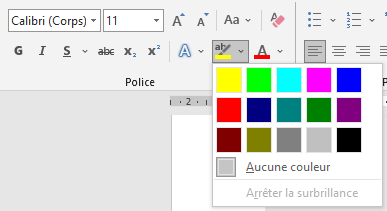 Calibri (Corps) 11 A A Aa A
S abc x₂ x² A ab A
Police
2
Aucune couleur
Arrêter la surbrillance